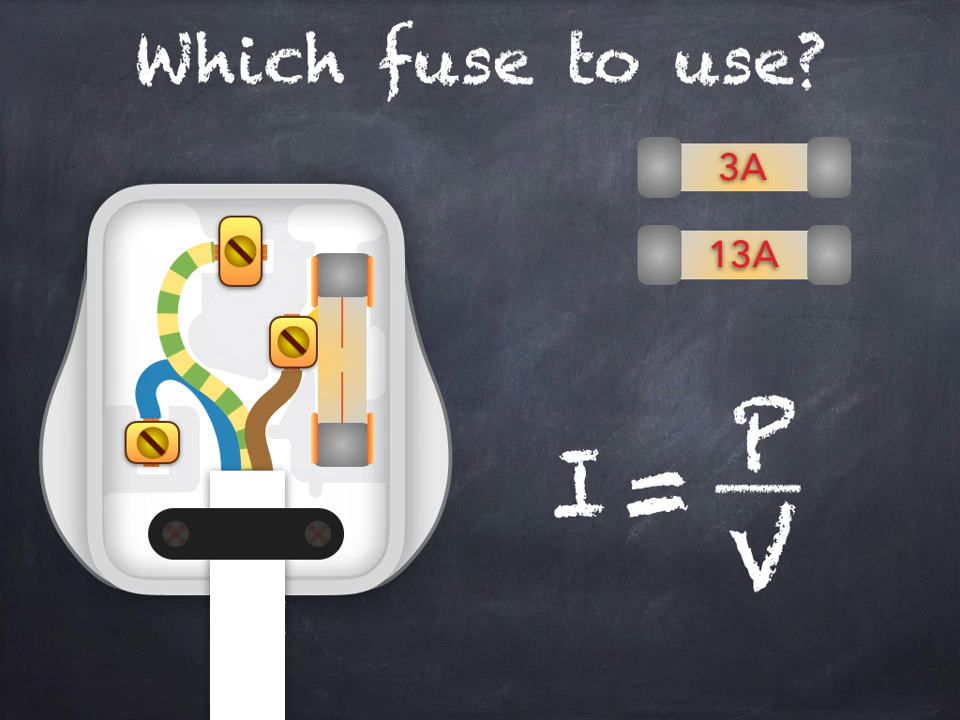 Which fuse to use?
3A
13A
I = P
V